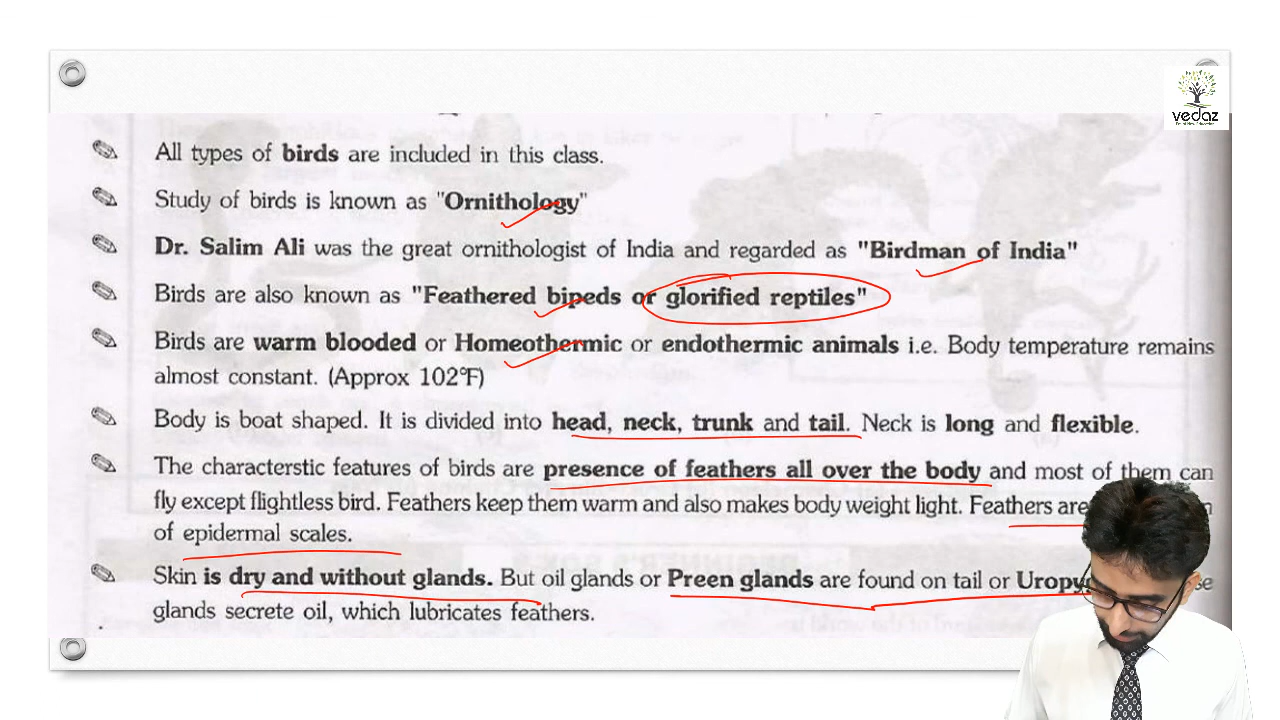 vedaz
All types of birds are included in this class.
Study of birds is known as "Ornithology"
Dr. Salim Ali was the great ornithologist of India and regarded as "Birdman of India"
Birds are also known as "Feathered bipeds or glorified reptiles"
Birds are warm blooded or Homeothermic or endothermic animals i.e. Body temperature remains
almost constant. (Approx 102°F)
Body is boat shaped. It is divided into head, neck, trunk and tail. Neck is long and flexible.
The characterstic features of birds are presence of feathers all over the body and most of them can
fly except flightless bird. Feathers keep them warm and also makes body weight light. Feathers are
of epidermal scales.
Skin is dry and without glands. But oil glands or Preen glands are found on tail or
glands secrete oil, which lubricates feathers.